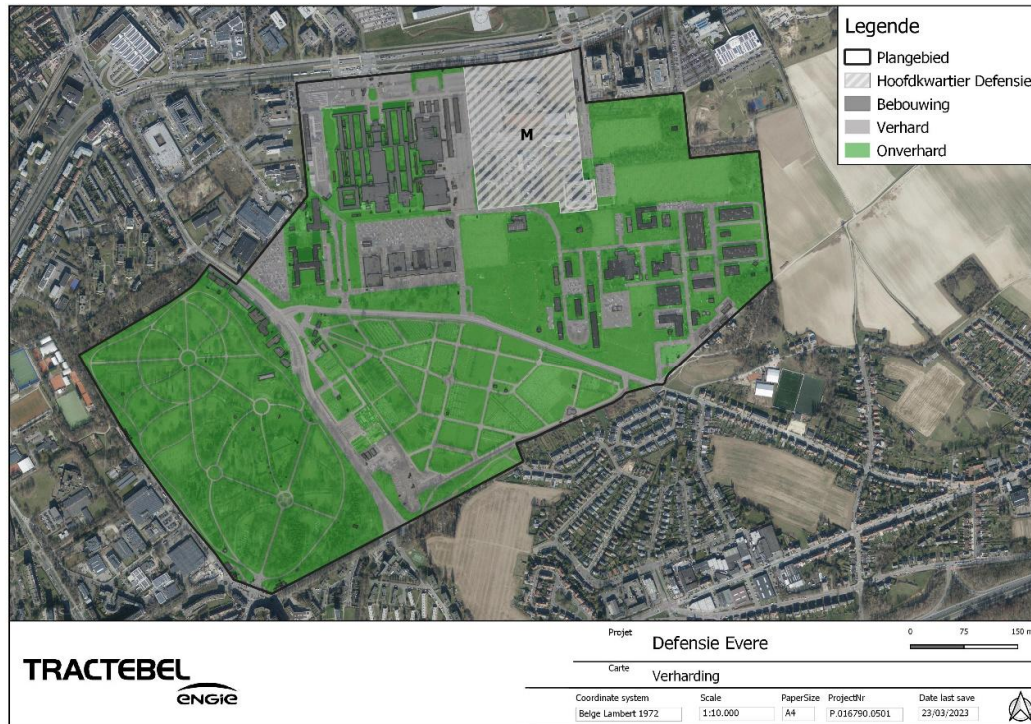 Legende
Plangebied
Hoofdkwartier Defensie
Bebouwing
Verhard
Onverhard
M
TRACTEBEL
ENGIE
Projet
Defensie Evere
0 75 150 m
Carte
Verharding
Coordinate system
Scale
PaperSize
ProjectNr
Date last save
Belge Lambert 1972
1:10.000
A4
P.016790.0501
23/03/2023